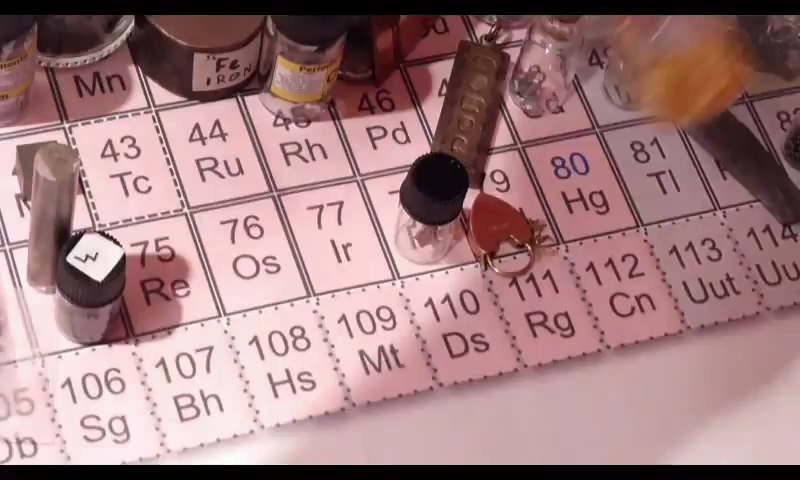 Mn
Fe
IRON
43
Tc
44
Ru
45
Rh
46
Pd
W
75
Re
76
Os
77
Ir
80
Hg
81
Tl
106
Sg
107
Bh
108
Hs
109
Mt
110
Ds
111
Rg
112
Cn
113
Uut
114